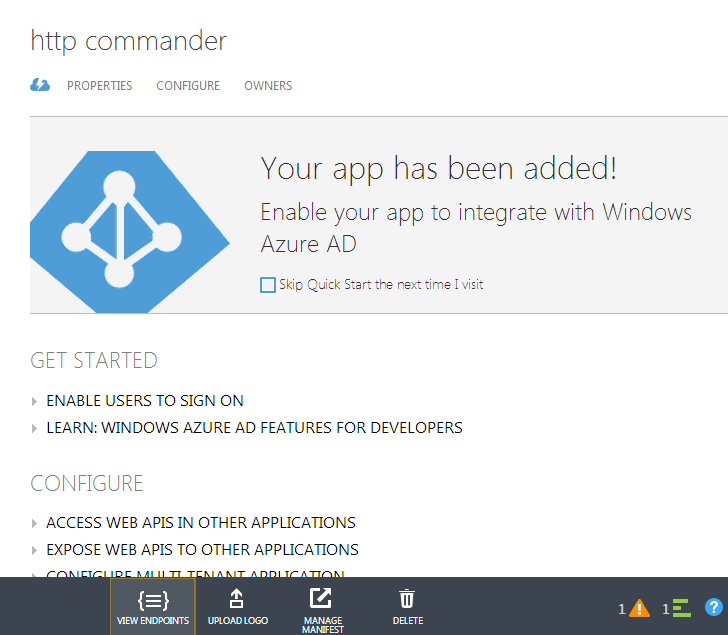 http commander
PROPERTIES CONFIGURE OWNERS
Your app has been added!
Enable your app to integrate with Windows
Azure AD
Skip Quick Start the next time I visit
GET STARTED
ENABLE USERS TO SIGN ON
LEARN: WINDOWS AZURE AD FEATURES FOR DEVELOPERS
CONFIGURE
ACCESS WEB APIS IN OTHER APPLICATIONS
EXPOSE WEB APIS TO OTHER APPLICATIONS
CONFIGURE MULTI-TENANT APPLICATION
VIEW ENDPOINTS UPLOAD LOGO MANAGE DELETE 1 1 ?
MANIFEST